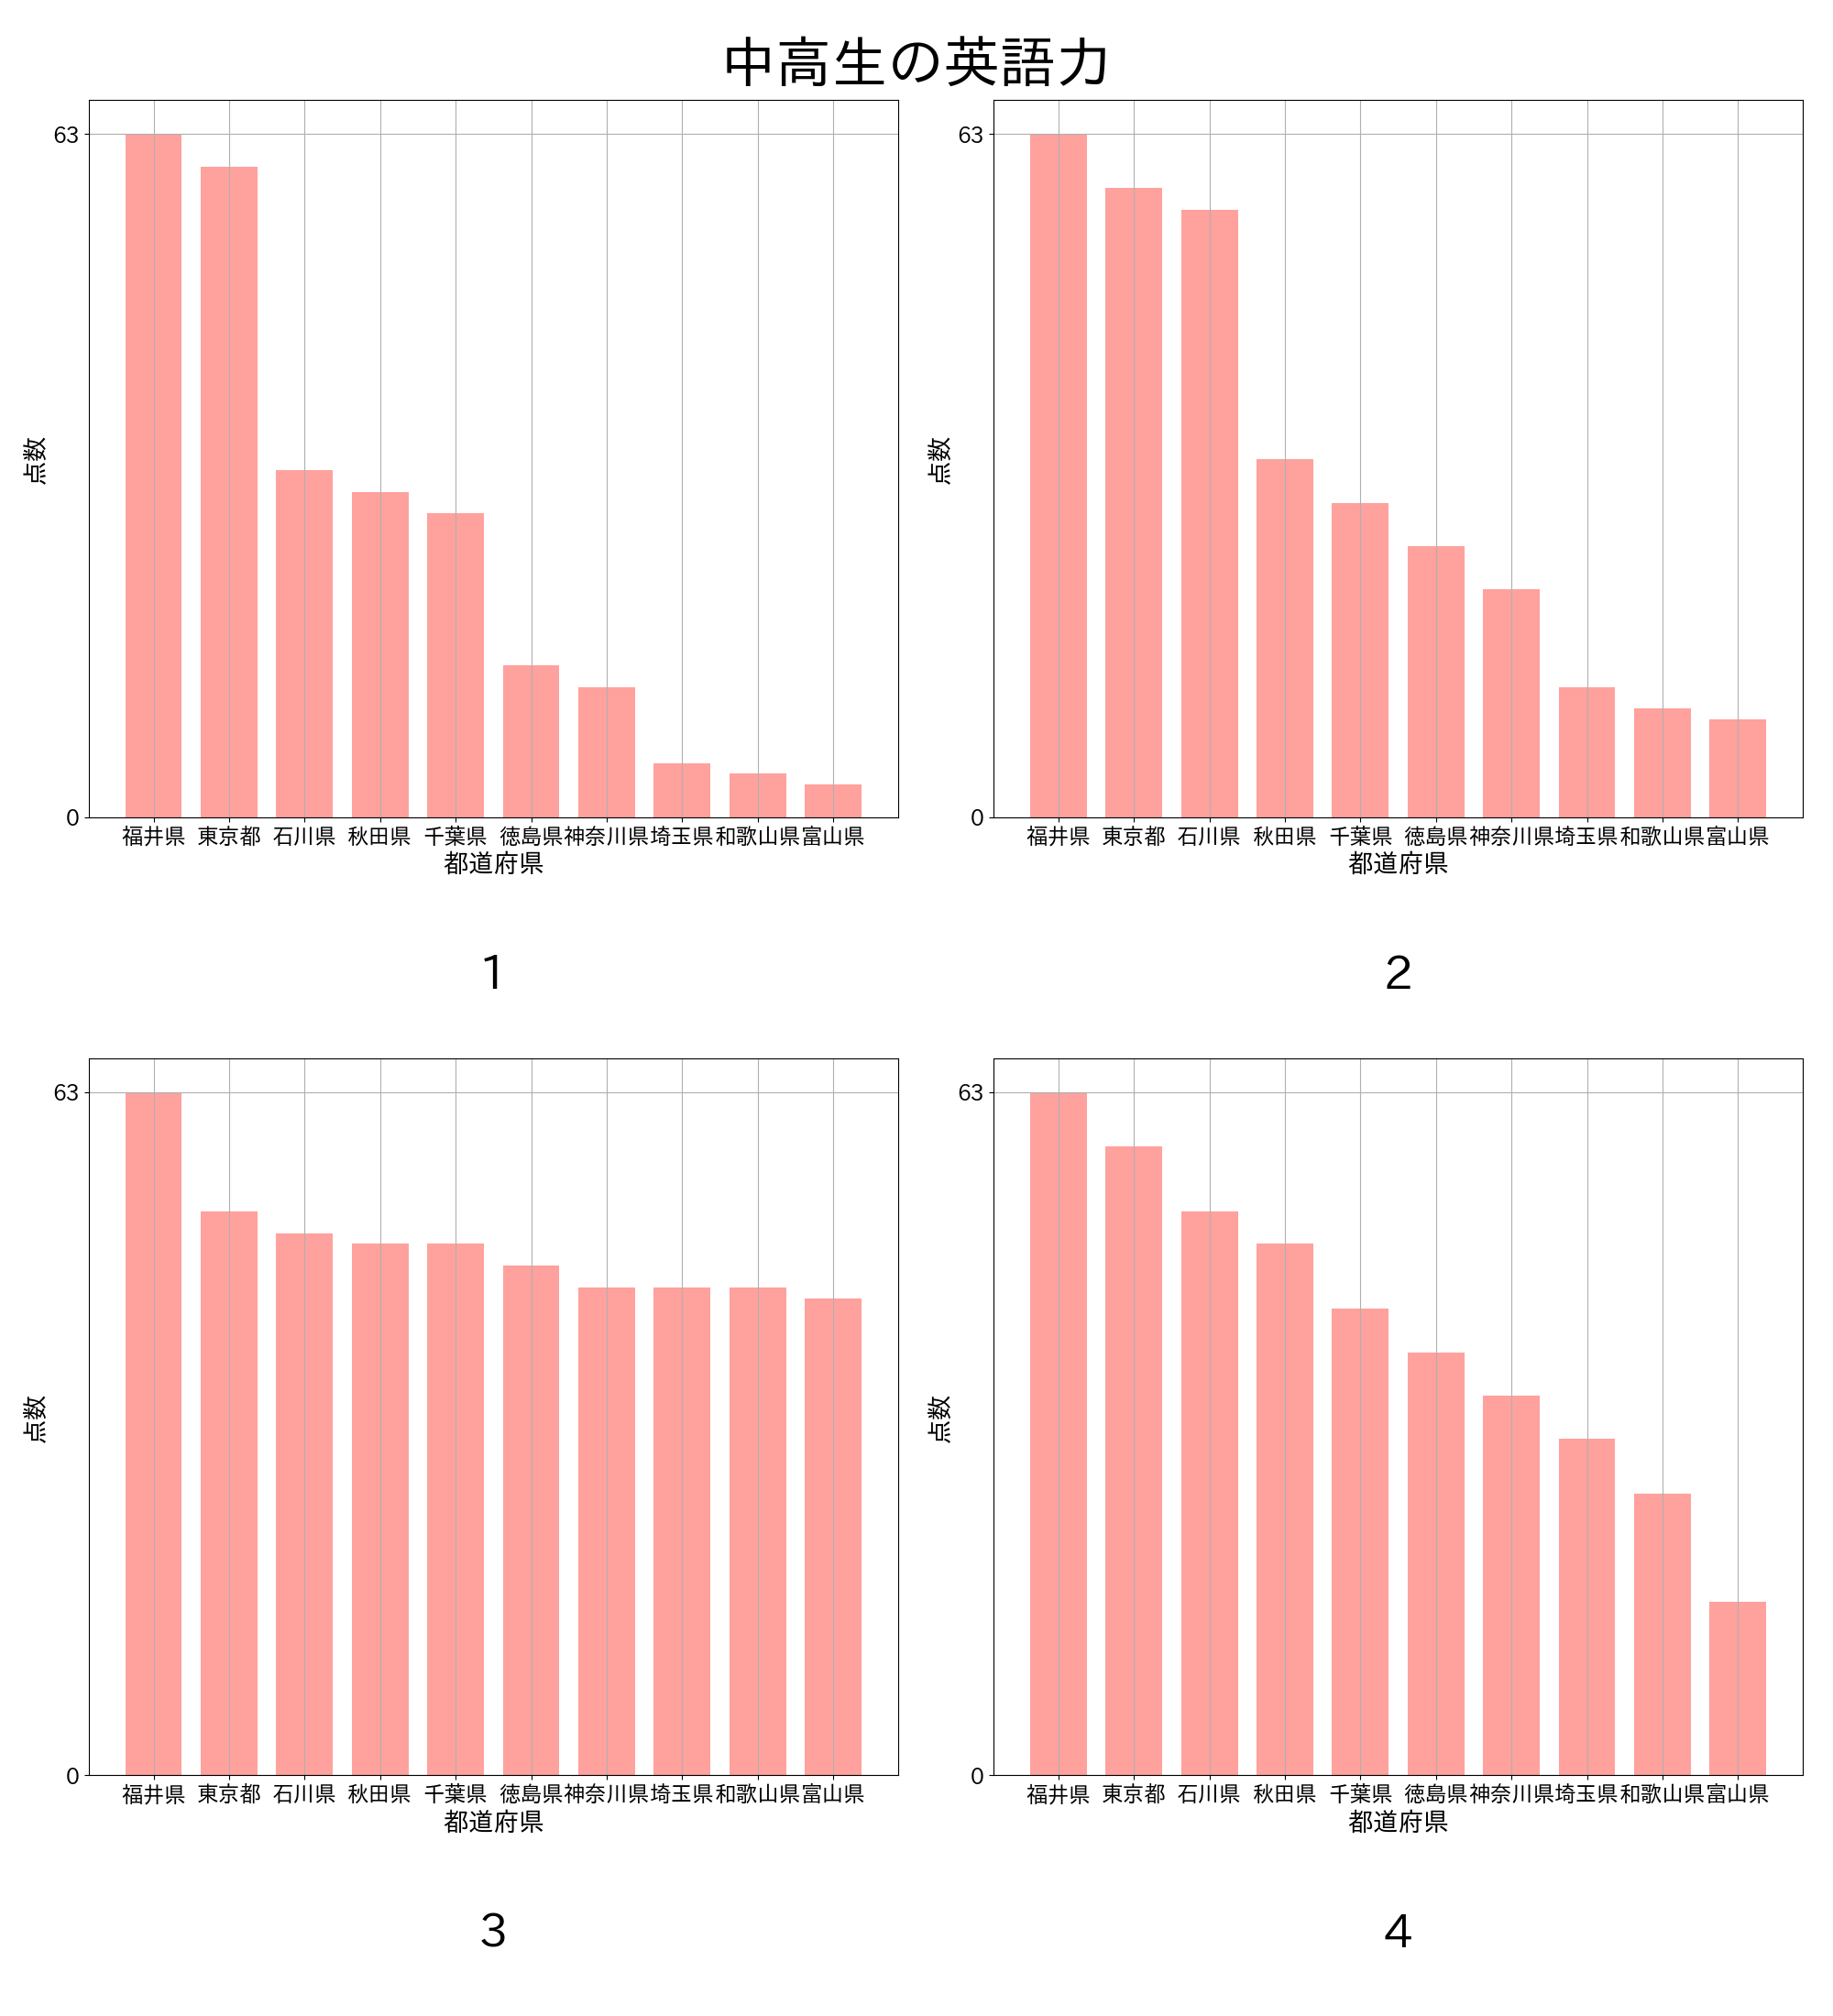 中高生の英語力
63
0
点数
福井県 東京都 石川県 秋田県 千葉県 徳島県 神奈川県 埼玉県 和歌山県 富山県
都道府県
1
63
0
点数
福井県 東京都 石川県 秋田県 千葉県 徳島県 神奈川県 埼玉県 和歌山県 富山県
都道府県
2
63
0
点数
福井県 東京都 石川県 秋田県 千葉県 徳島県 神奈川県 埼玉県 和歌山県 富山県
都道府県
3
63
0
点数
福井県 東京都 石川県 秋田県 千葉県 徳島県 神奈川県 埼玉県 和歌山県 富山県
都道府県
4